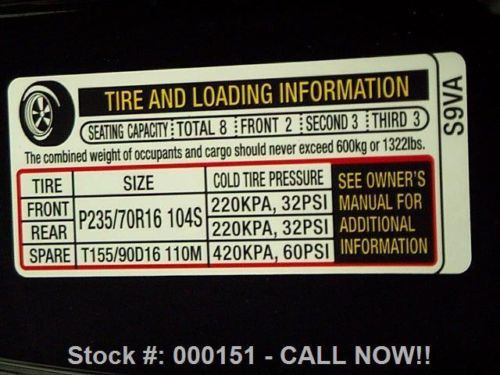 TIRE AND LOADING INFORMATION
SEATING CAPACITY TOTAL 8 FRONT 2 SECOND 3 THIRD 3
The combined weight of occupants and cargo should never exceed 600kg or 1322lbs.
TIRE SIZE COLD TIRE PRESSURE
FRONT P235/70R16 104S 220KPA, 32PSI
REAR 220KPA, 32PSI
SPARE T155/90D16 110M 420KPA, 60PSI
SEE OWNER'S
MANUAL FOR
ADDITIONAL
INFORMATION
S9VA
Stock #: 000151 - CALL NOW!!